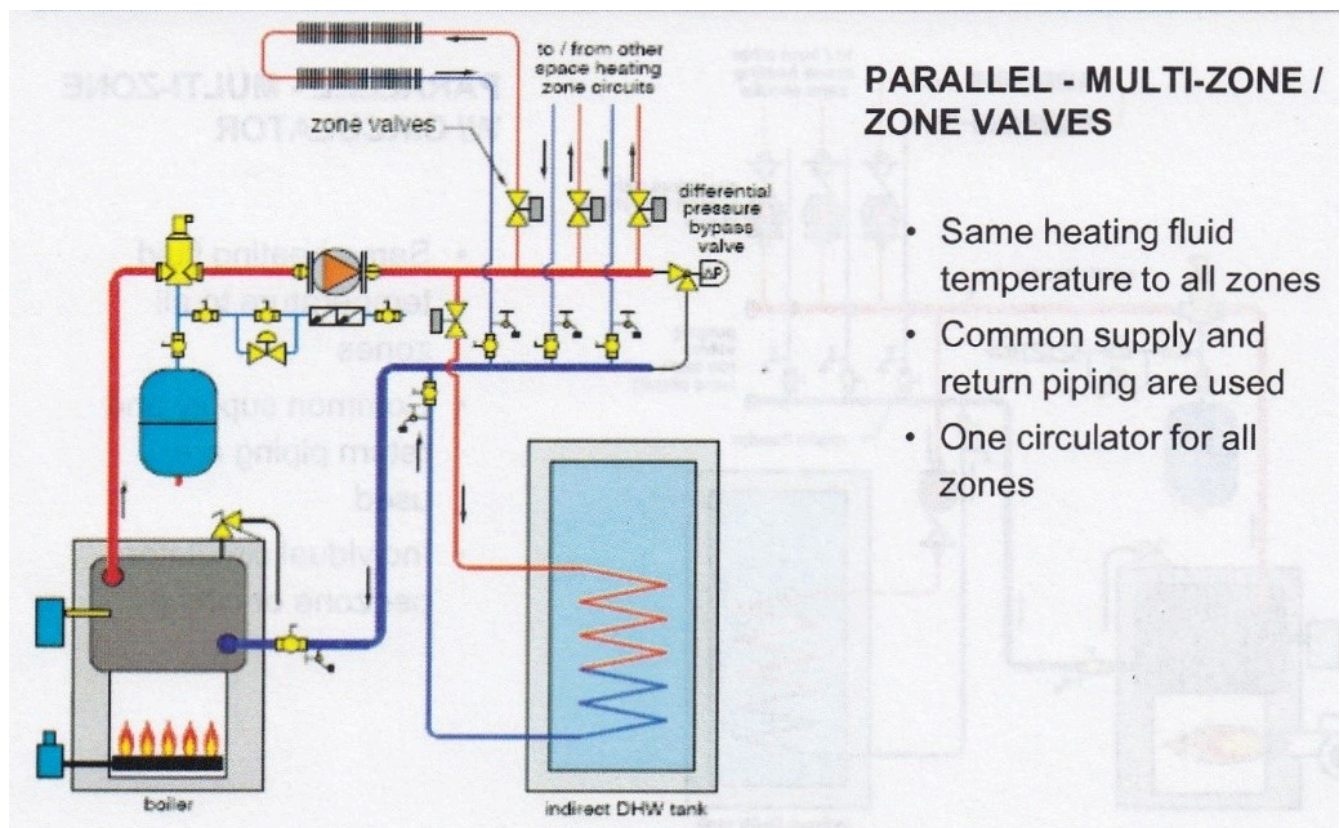 to / from other
space heating
zone circuits
zone valves
differential
pressure
bypass
valve
ΔP
boiler
indirect DHW tank
PARALLEL - MULTI-ZONE /
ZONE VALVES
• Same heating fluid
temperature to all zones
• Common supply and
return piping are used
• One circulator for all
zones